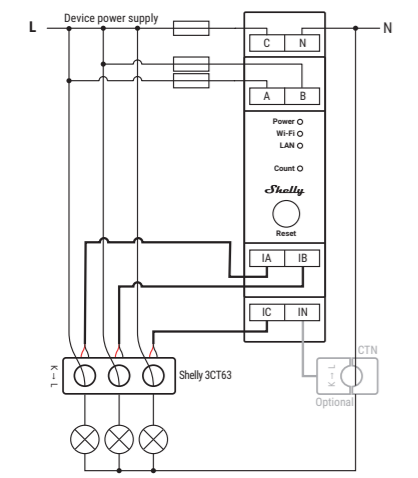 Device power supply
L
N
C N
A B
Power
Wi-Fi
LAN
Count
Shelly
Reset
IA IB
IC IN
CTN
K → L
Shelly 3CT63
K → L
Optional